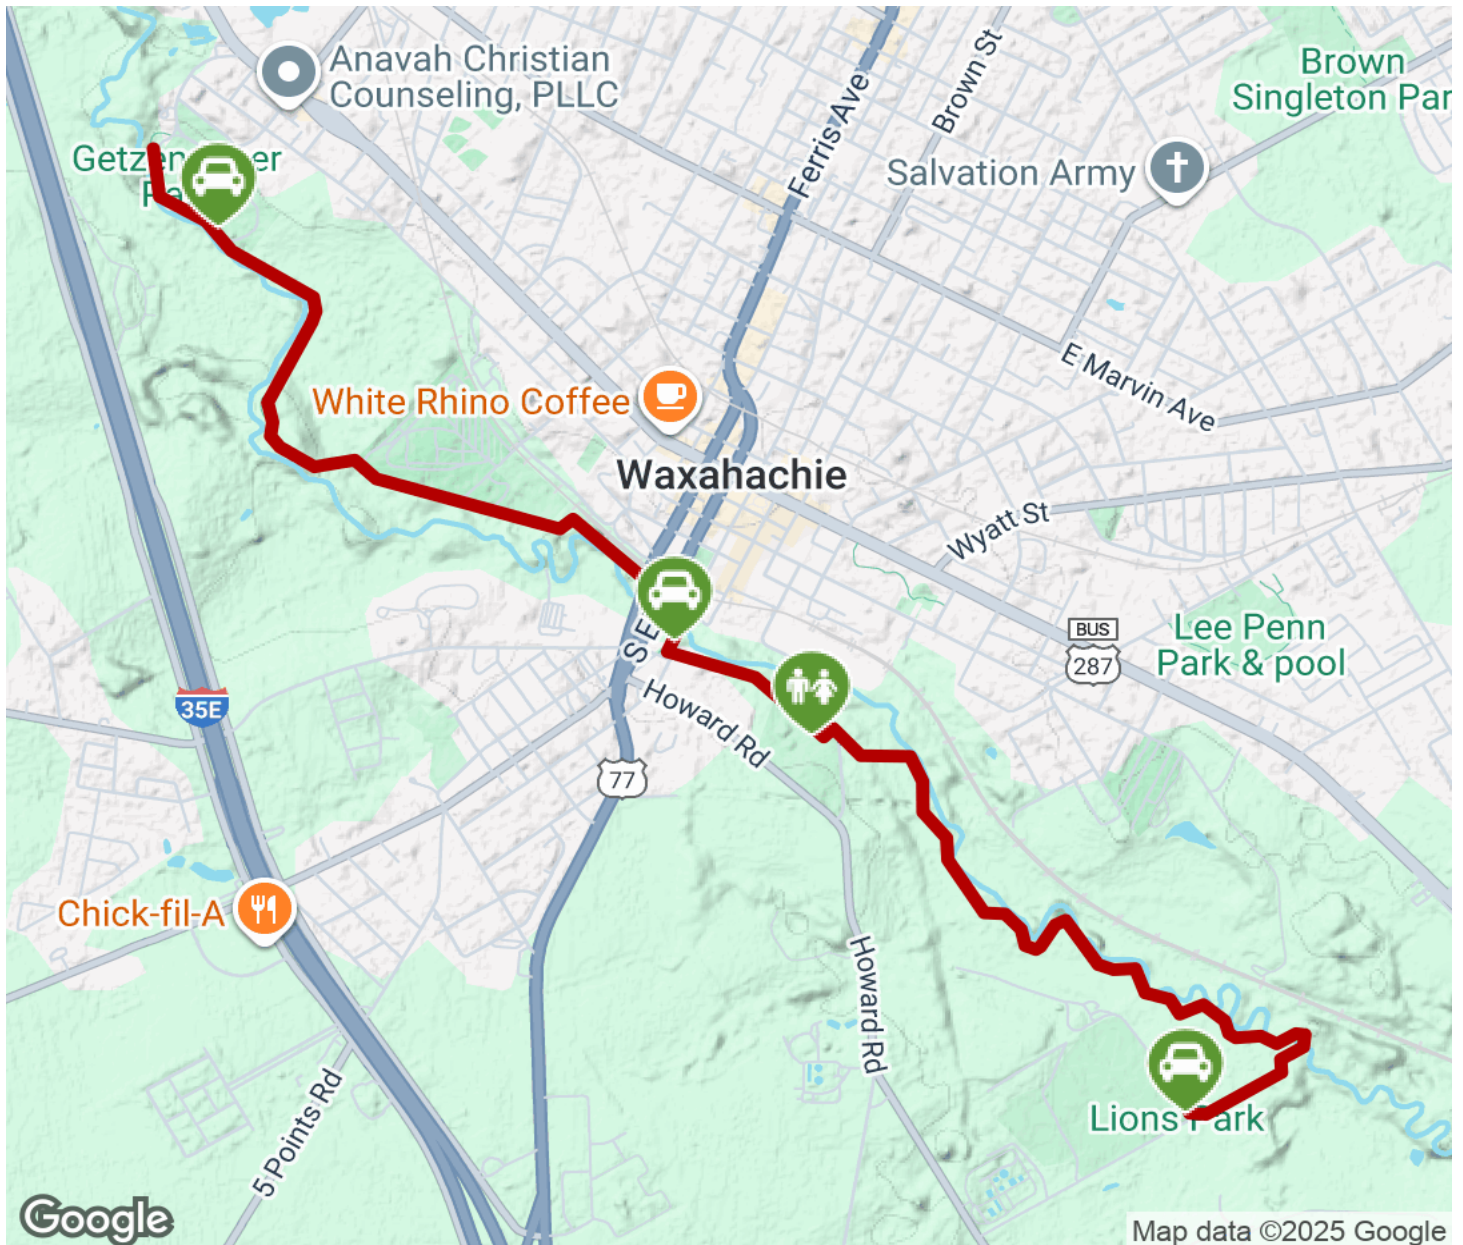 Anavah Christian
Counseling, PLLC
Brown St
Brown
Singleton Par
Ferris Ave
Salvation Army
E Marvin Ave
White Rhino Coffee
Waxahachie
Wyatt St
S E
BUS
287
Lee Penn
Park & pool
35E
Howard Rd
77
Chick-fil-A
Howard Rd
Lions Park
5 Points Rd
Google
Map data ©2025 Google